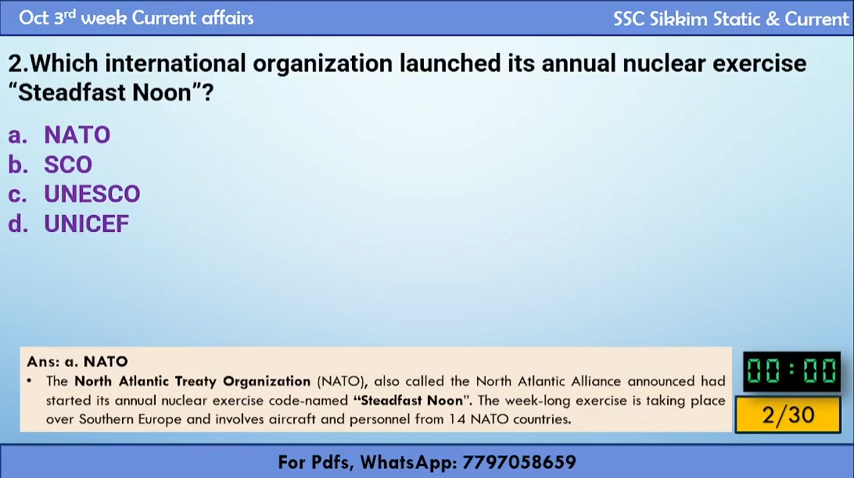 Oct 3rd week Current affairs
SSC Sikkim Static & Current
2.Which international organization launched its annual nuclear exercise
“Steadfast Noon”?
a. NATO
b. SCO
c. UNESCO
d. UNICEF
Ans: a. NATO
• The North Atlantic Treaty Organization (NATO), also called the North Atlantic Alliance announced had
started its annual nuclear exercise code-named “Steadfast Noon”. The week-long exercise is taking place
over Southern Europe and involves aircraft and personnel from 14 NATO countries.
00:00
2/30
For Pdfs, WhatsApp: 7797058659